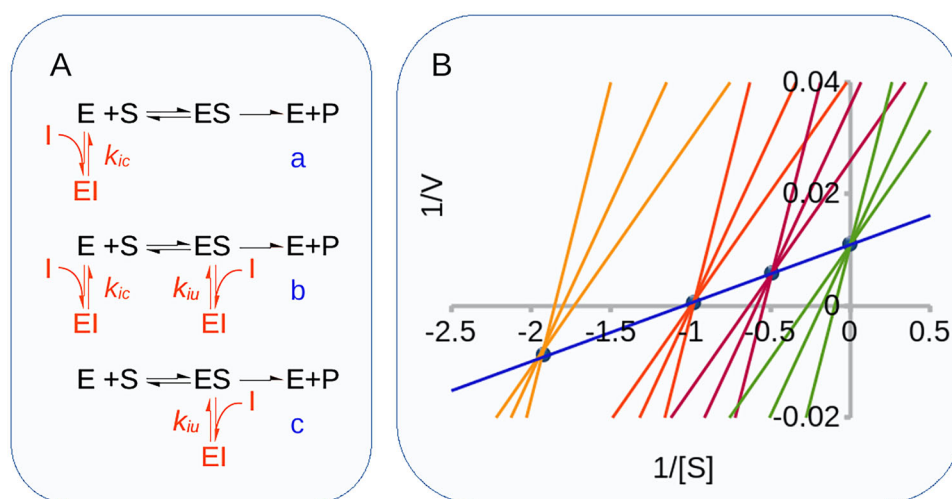 A
E +S ES E+P
I
kic
a
EI
E +S ES E+P
I kic kiu I
b
EI EI
E +S ES E+P
kiu I
c
EI
B
0.04
1/V
0.02
0
-2.5 -2 -1.5 -1 -0.5 0 0.5
-0.02
1/[S]